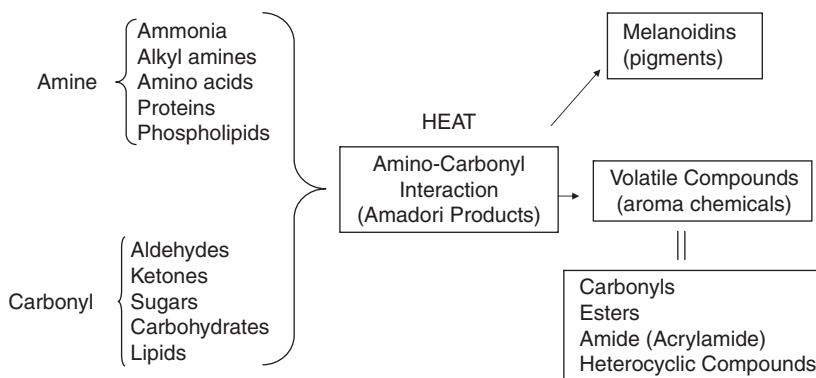 Amine
Ammonia
Alkyl amines
Amino acids
Proteins
Phospholipids
Carbonyl
Aldehydes
Ketones
Sugars
Carbohydrates
Lipids
HEAT
Amino-Carbonyl
Interaction
(Amadori Products)
Melanoidins
(pigments)
Volatile Compounds
(aroma chemicals)
Carbonyls
Esters
Amide (Acrylamide)
Heterocyclic Compounds